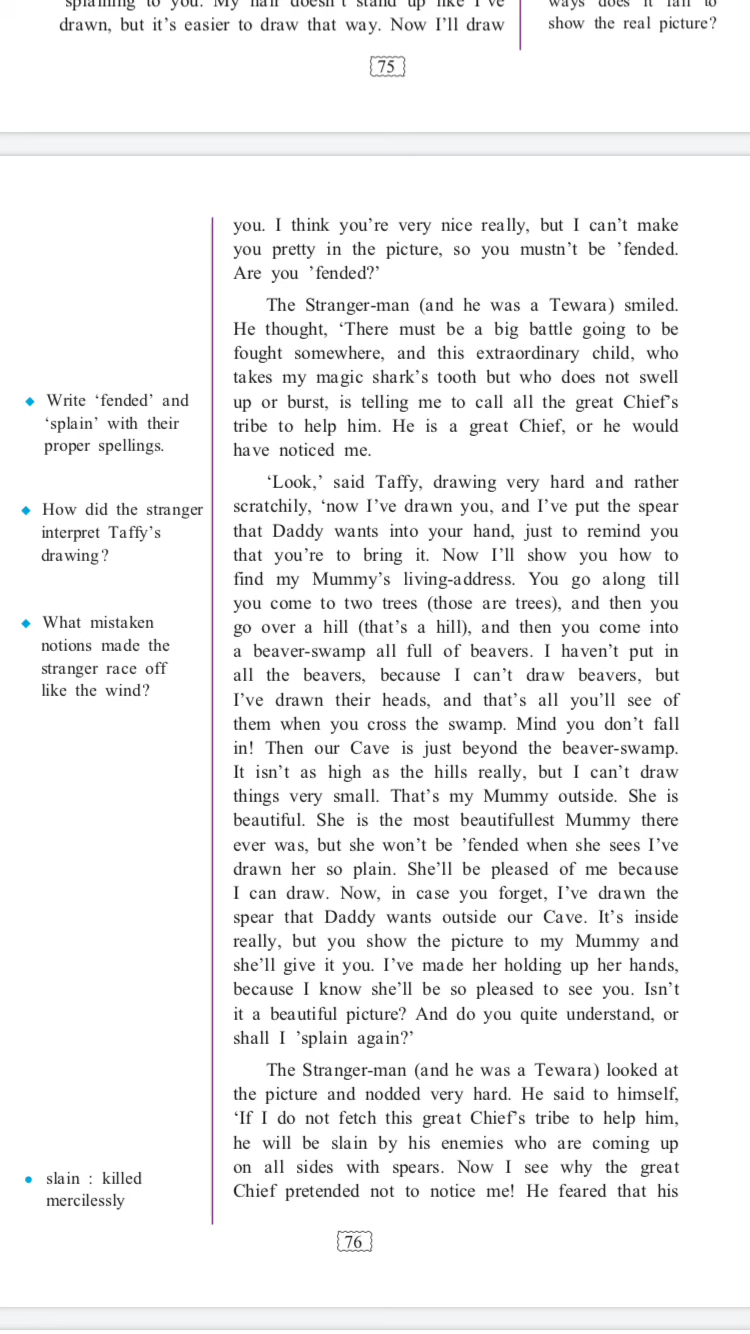 'splaining to you. My hair doesn't stand up like I've
drawn, but it's easier to draw that way. Now I'll draw
ways does it fail to
show the real picture?
75
you. I think you're very nice really, but I can't make
you pretty in the picture, so you mustn't be 'fended.
Are you 'fended?'
The Stranger-man (and he was a Tewara) smiled.
He thought, 'There must be a big battle going to be
fought somewhere, and this extraordinary child, who
takes my magic shark's tooth but who does not swell
up or burst, is telling me to call all the great Chief's
tribe to help him. He is a great Chief, or he would
have noticed me.
◆ Write 'fended' and
'splain' with their
proper spellings.
'Look,' said Taffy, drawing very hard and rather
scratchily, 'now I've drawn you, and I've put the spear
that Daddy wants into your hand, just to remind you
that you're to bring it. Now I'll show you how to
find my Mummy's living-address. You go along till
you come to two trees (those are trees), and then you
go over a hill (that's a hill), and then you come into
a beaver-swamp all full of beavers. I haven't put in
all the beavers, because I can't draw beavers, but
I've drawn their heads, and that's all you'll see of
them when you cross the swamp. Mind you don't fall
in! Then our Cave is just beyond the beaver-swamp.
It isn't as high as the hills really, but I can't draw
things very small. That's my Mummy outside. She is
beautiful. She is the most beautifullest Mummy there
ever was, but she won't be 'fended when she sees I've
drawn her so plain. She'll be pleased of me because
I can draw. Now, in case you forget, I've drawn the
spear that Daddy wants outside our Cave. It's inside
really, but you show the picture to my Mummy and
she'll give it you. I've made her holding up her hands,
because I know she'll be so pleased to see you. Isn't
it a beautiful picture? And do you quite understand, or
shall I 'splain again?'
◆ How did the stranger
interpret Taffy's
drawing?
◆ What mistaken
notions made the
stranger race off
like the wind?
The Stranger-man (and he was a Tewara) looked at
the picture and nodded very hard. He said to himself,
'If I do not fetch this great Chief's tribe to help him,
he will be slain by his enemies who are coming up
on all sides with spears. Now I see why the great
Chief pretended not to notice me! He feared that his
• slain : killed
mercilessly
76